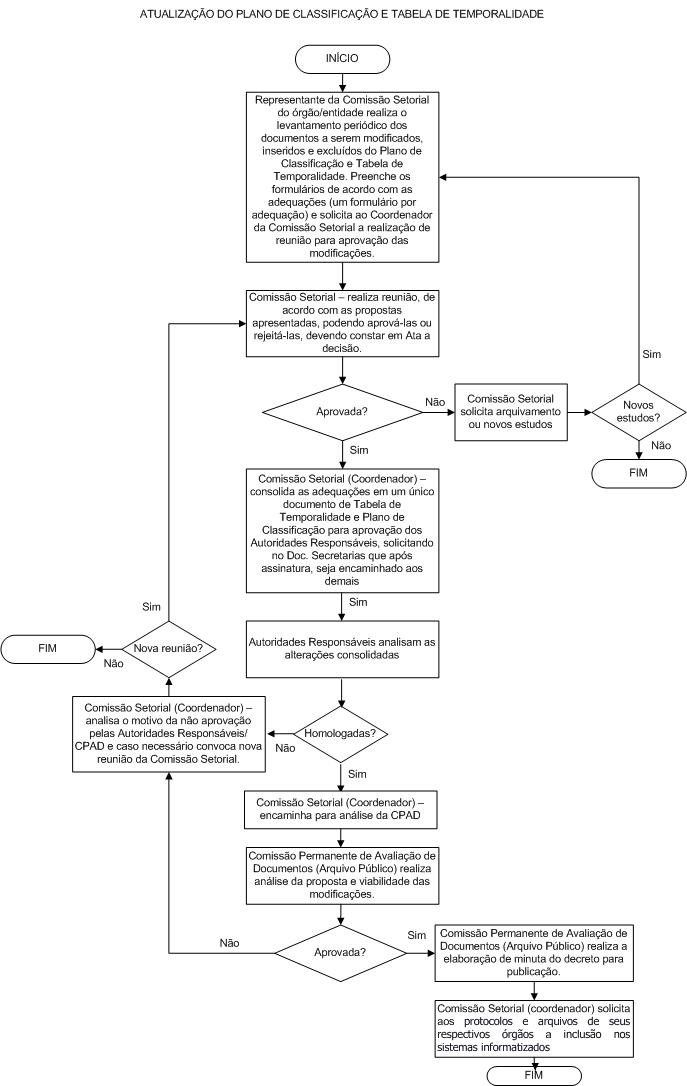 ATUALIZAÇÃO DO PLANO DE CLASSIFICAÇÃO E TABELA DE TEMPORALIDADE
INÍCIO
Representante da Comissão Setorial
do órgão/entidade realiza o
levantamento periódico dos
documentos a serem modificados,
inseridos e excluídos do Plano de
Classificação e Tabela de
Temporalidade. Preenche os
formulários de acordo com as
adequações (um formulário por
adequação) e solicita ao Coordenador
da Comissão Setorial a realização de
reunião para aprovação das
modificações.
Comissão Setorial – realiza reunião, de
acordo com as propostas
apresentadas, podendo aprová-las ou
rejeitá-las, devendo constar em Ata a
decisão.
Aprovada?
Não
Comissão Setorial
solicita arquivamento
ou novos estudos
Novos
estudos?
Sim
Não
FIM
Sim
Comissão Setorial (Coordenador) –
consolida as adequações em um único
documento de Tabela de
Temporalidade e Plano de
Classificação para aprovação dos
Autoridades Responsáveis, solicitando
no Doc. Secretarias que após
assinatura, seja encaminhado aos
demais
Sim
Autoridades Responsáveis analisam as
alterações consolidadas
Homologadas?
Não
Comissão Setorial (Coordenador) –
analisa o motivo da não aprovação
pelas Autoridades Responsáveis/
CPAD e caso necessário convoca nova
reunião da Comissão Setorial.
Nova reunião?
Sim
Não
FIM
Sim
Comissão Setorial (Coordenador) –
encaminha para análise da CPAD
Comissão Permanente de Avaliação de
Documentos (Arquivo Público) realiza
análise da proposta e viabilidade das
modificações.
Aprovada?
Não
Sim
Comissão Permanente de Avaliação de
Documentos (Arquivo Público) realiza a
elaboração de minuta do decreto para
publicação.
Comissão Setorial (coordenador) solicita
aos protocolos e arquivos de seus
respectivos órgãos a inclusão nos
sistemas informatizados
FIM